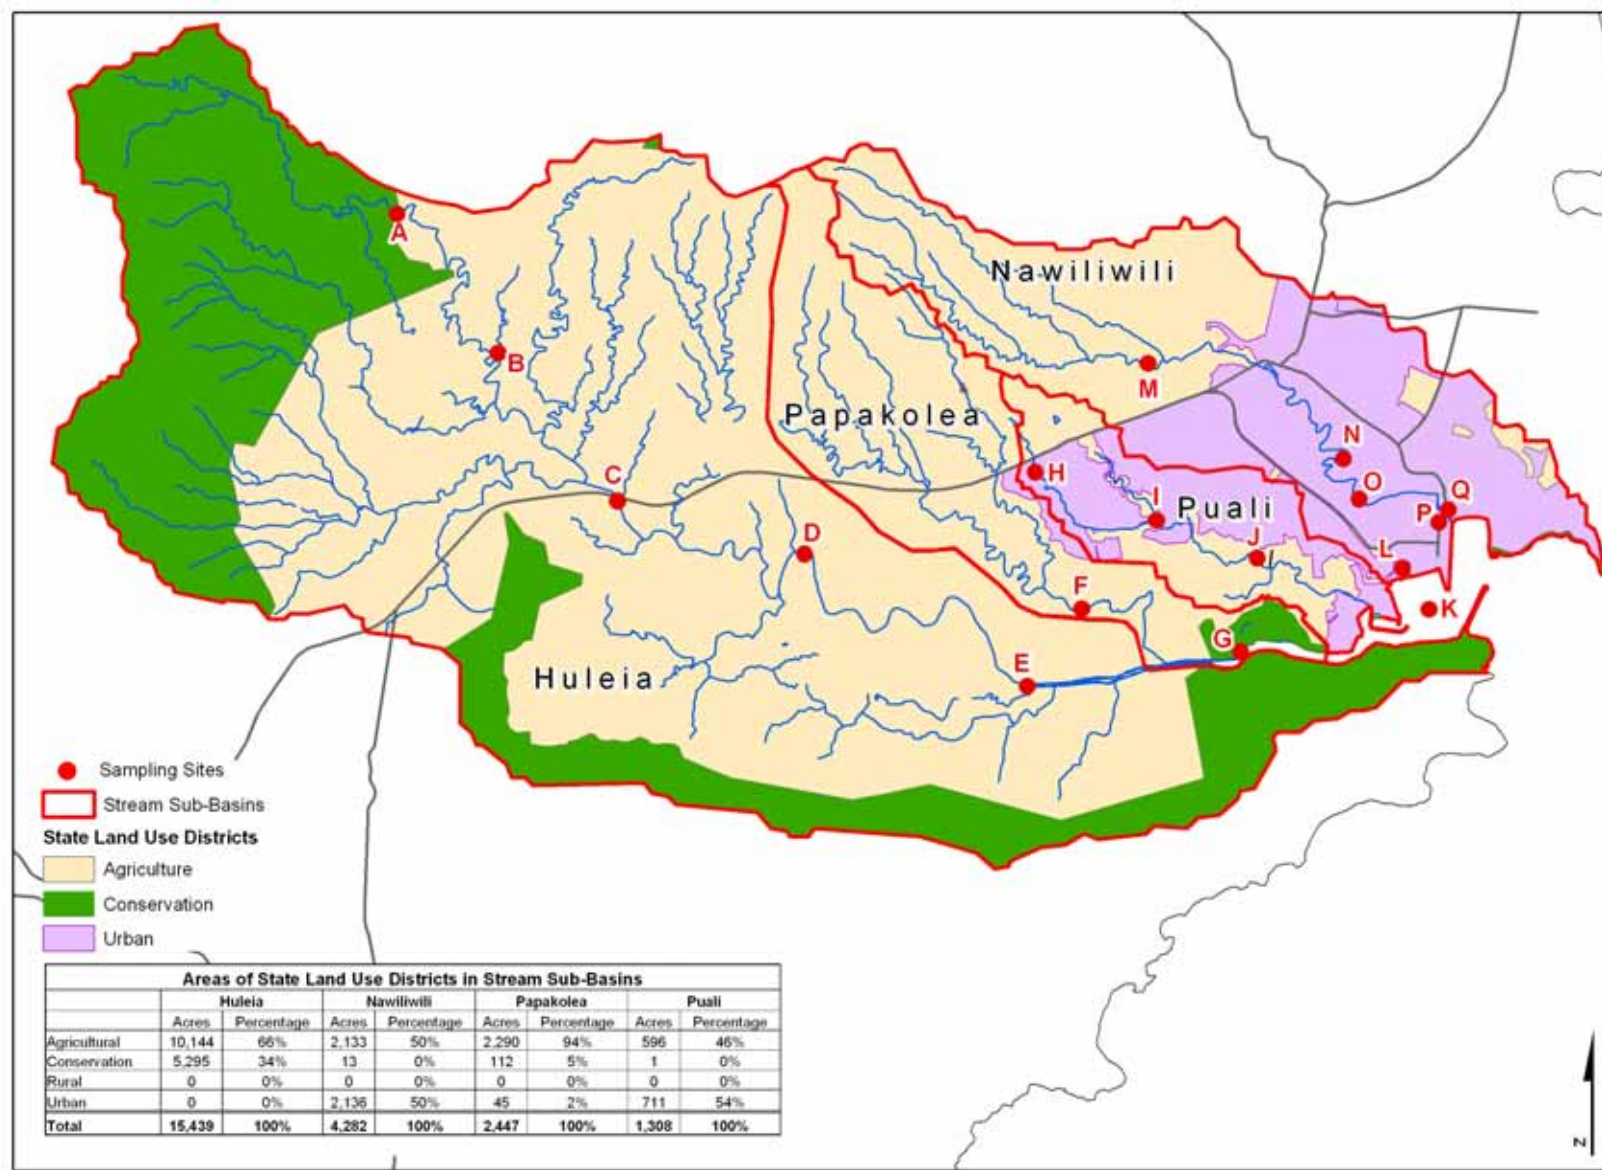 Nawiliwili
A
B
M
Papakolea
N
H
C
O
Q
I
Puali
P
D
J
L
F
K
G
E
Huleia
Sampling Sites
Stream Sub-Basins
State Land Use Districts
Agriculture
Conservation
Urban
Areas of State Land Use Districts in Stream Sub-Basins
Huleia Nawiliwili Papakolea Puali
Acres Percentage Acres Percentage Acres Percentage Acres Percentage
Agricultural 10,144 66% 2,133 50% 2,290 94% 596 46%
Conservation 5,295 34% 13 0% 112 5% 1 0%
Rural 0 0% 0 0% 0 0% 0 0%
Urban 0 0% 2,136 50% 45 2% 711 54%
Total 15,439 100% 4,282 100% 2,447 100% 1,308 100%
N